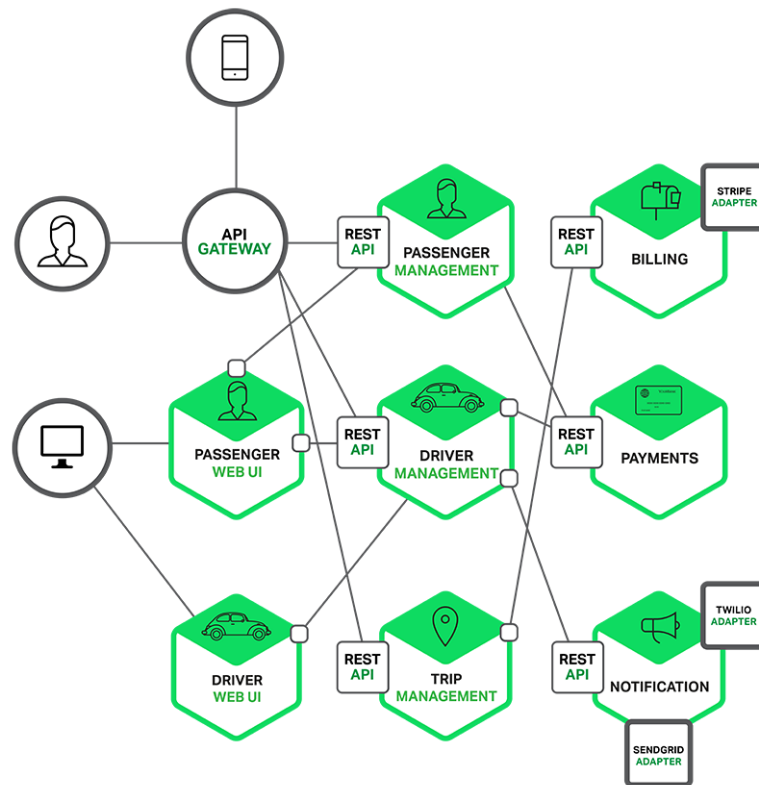 API
GATEWAY
REST
API
PASSENGER
MANAGEMENT
REST
API
BILLING
STRIPE
ADAPTER
PASSENGER
WEB UI
REST
API
DRIVER
MANAGEMENT
REST
API
PAYMENTS
DRIVER
WEB UI
REST
API
TRIP
MANAGEMENT
REST
API
NOTIFICATION
TWILIO
ADAPTER
SENDGRID
ADAPTER